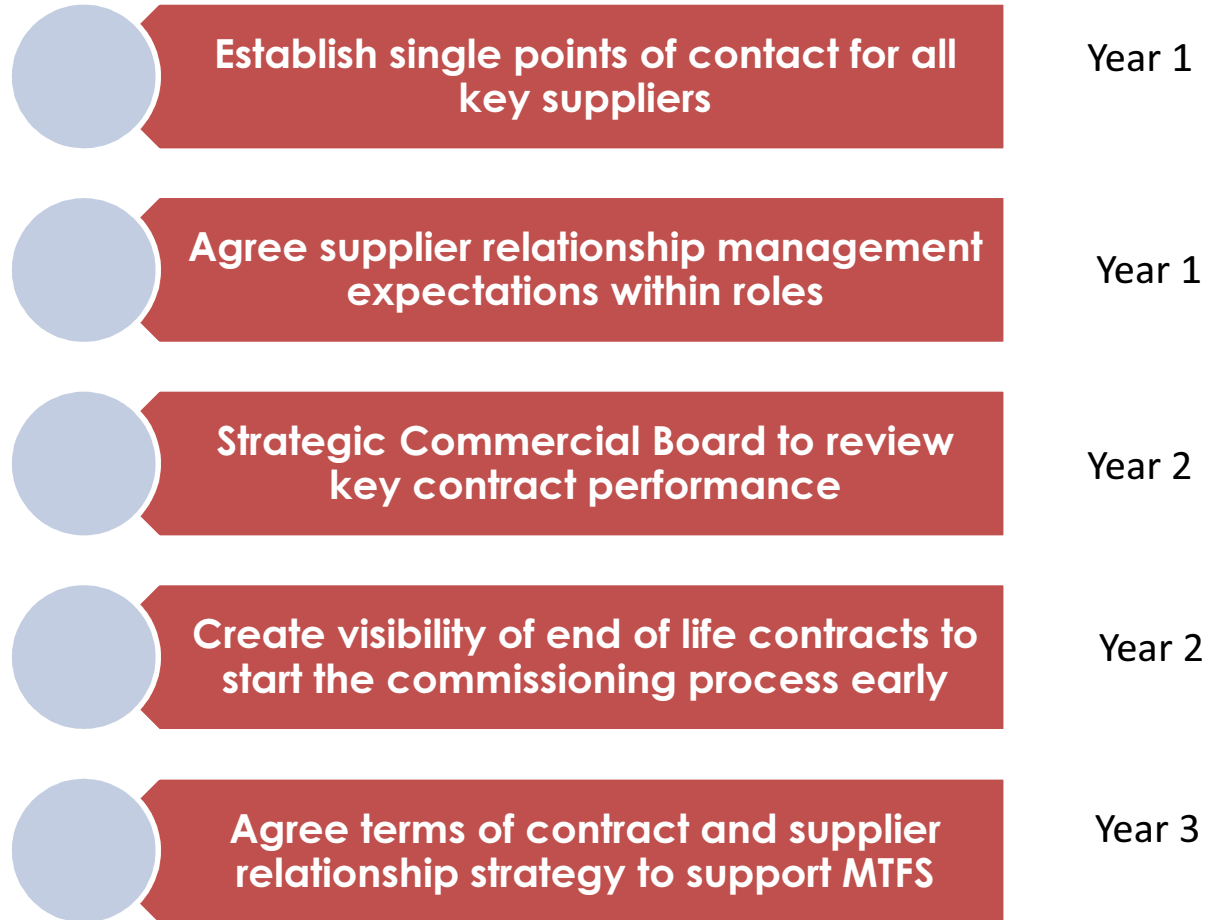 Establish single points of contact for all
key suppliers
Year 1
Agree supplier relationship management
expectations within roles
Year 1
Strategic Commercial Board to review
key contract performance
Year 2
Create visibility of end of life contracts to
start the commissioning process early
Year 2
Agree terms of contract and supplier
relationship strategy to support MTFS
Year 3